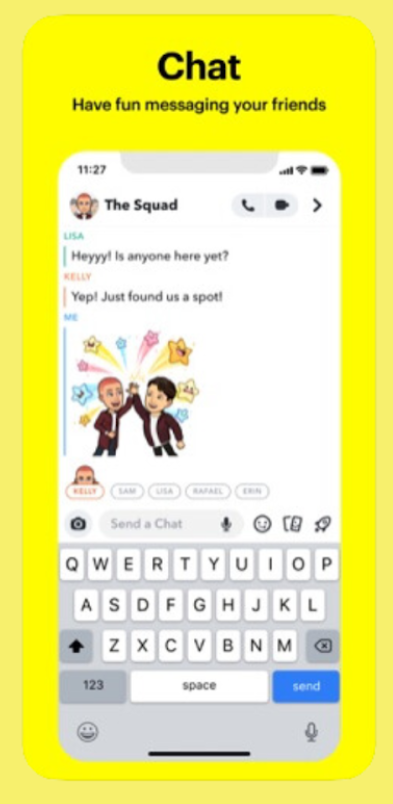 Chat
Have fun messaging your friends
11:27
The Squad
LISA
Heyyy! Is anyone here yet?
KELLY
Yep! Just found us a spot!
ME
KELLY SAM LISA RAFAEL ERIN
Send a Chat
Q W E R T Y U I O P
A S D F G H J K L
Z X C V B N M
123 space send